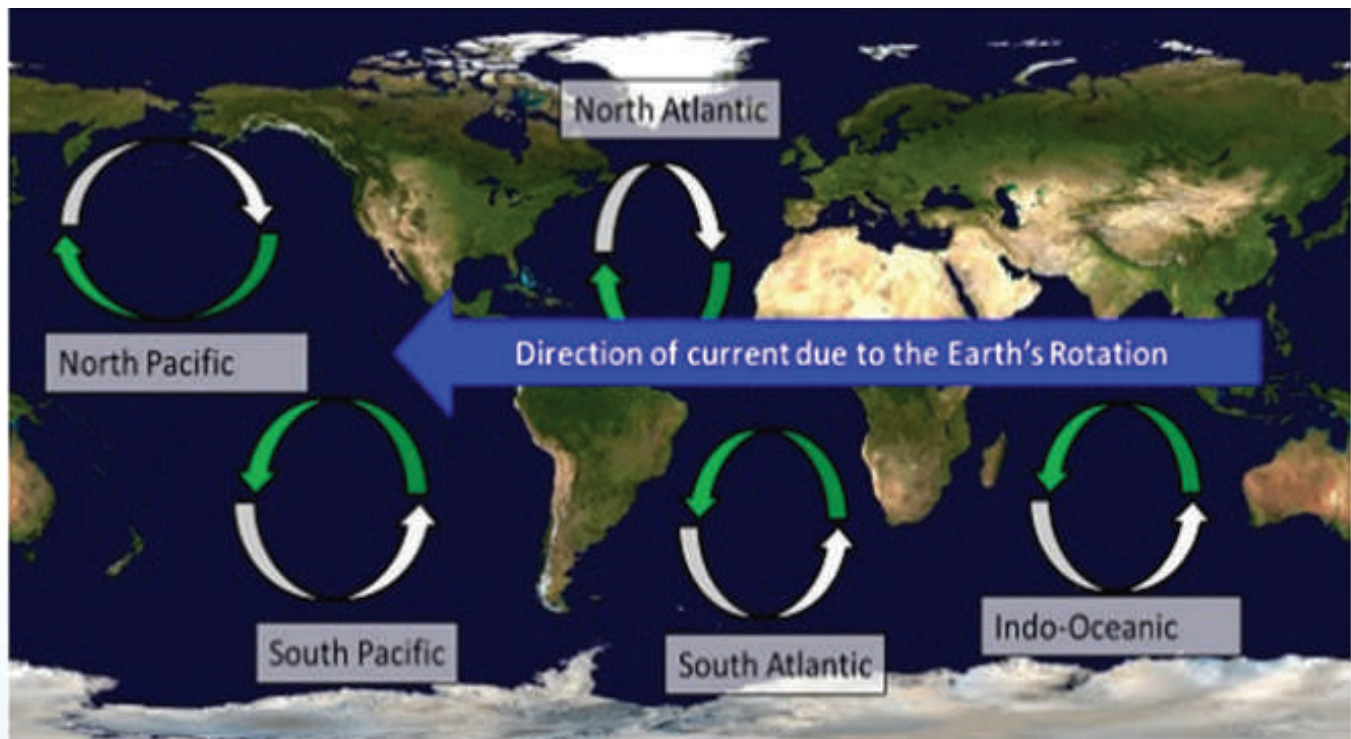 North Atlantic
Direction of current due to the Earth's Rotation
North Pacific
South Pacific
South Atlantic
Indo-Oceanic